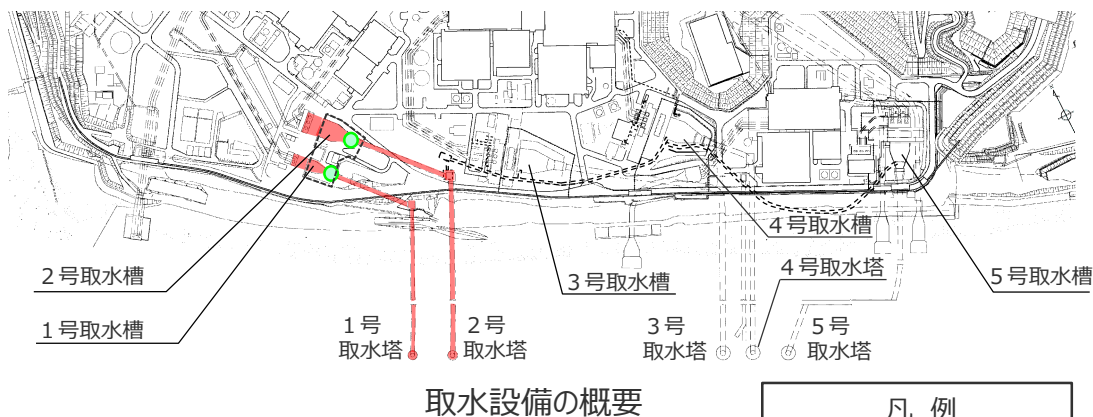 4号取水槽
2号取水槽
3号取水槽
4号取水塔
5号取水槽
1号取水槽
1号
取水塔
2号
取水塔
3号
取水塔
5号
取水塔
取水設備の概要
凡 例